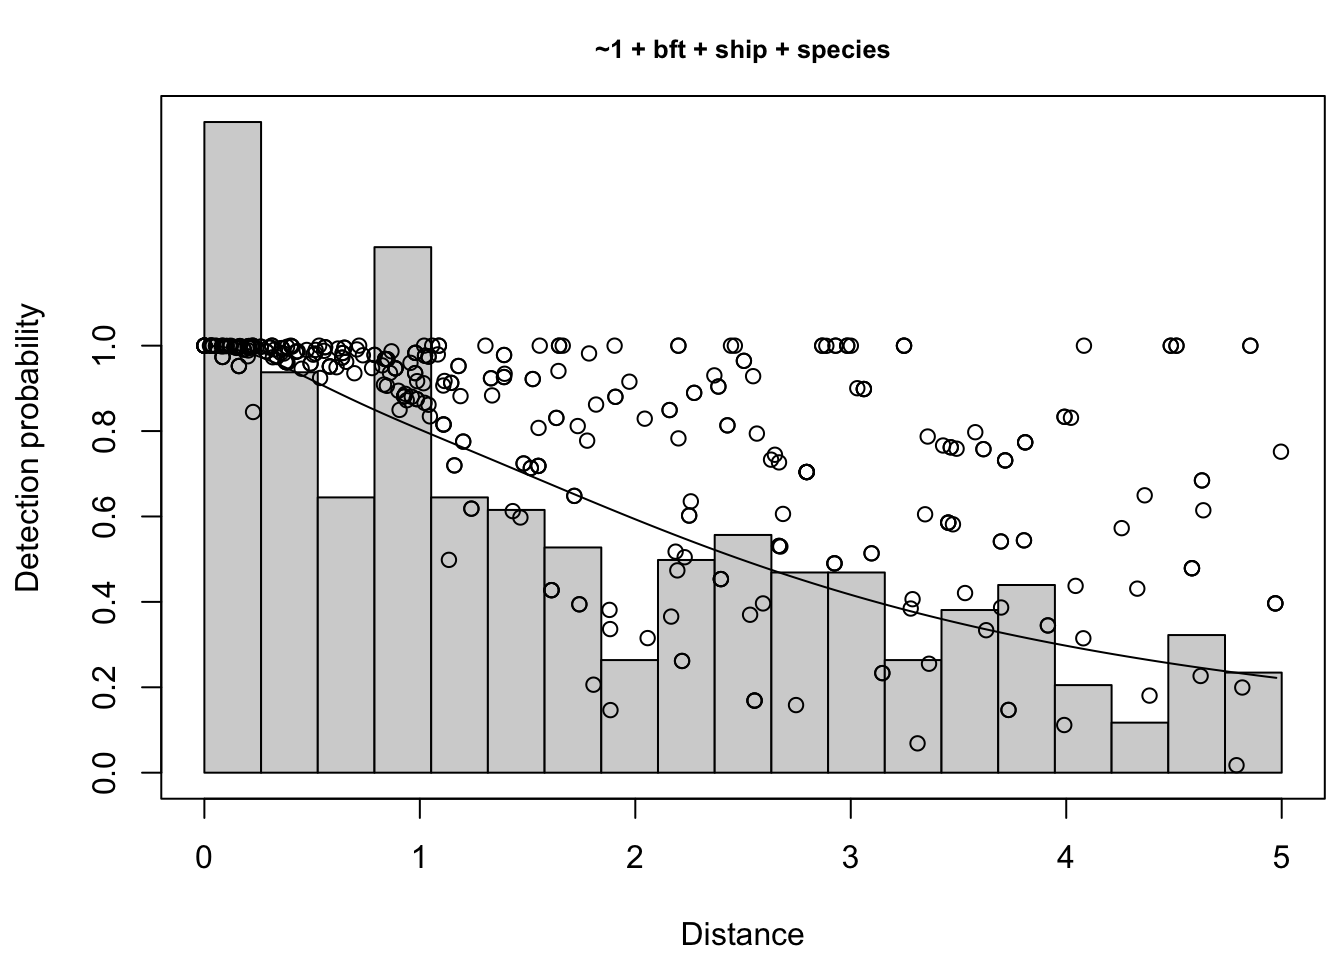 ~1 + bft + ship + species
Detection probability
1.0
0.8
0.6
0.4
0.2
0.0
0 1 2 3 4 5
Distance